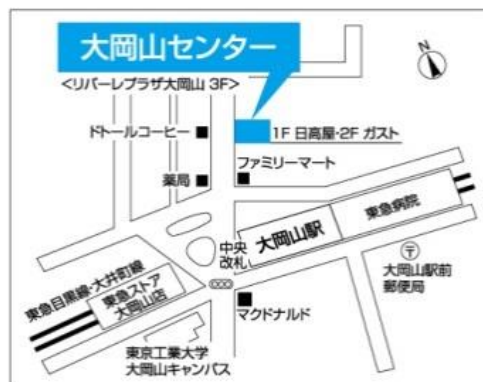 大岡山センター
<リバーレプラザ大岡山 3F>
N
ドトールコーヒー
1F 日高屋・2F ガスト
薬局
ファミリーマート
東急病院
大岡山駅
中央
改札
〒
大岡山駅前
郵便局
東急目黒線・大井町線
東急ストア
大岡山店
マクドナルド
東京工業大学
大岡山キャンパス